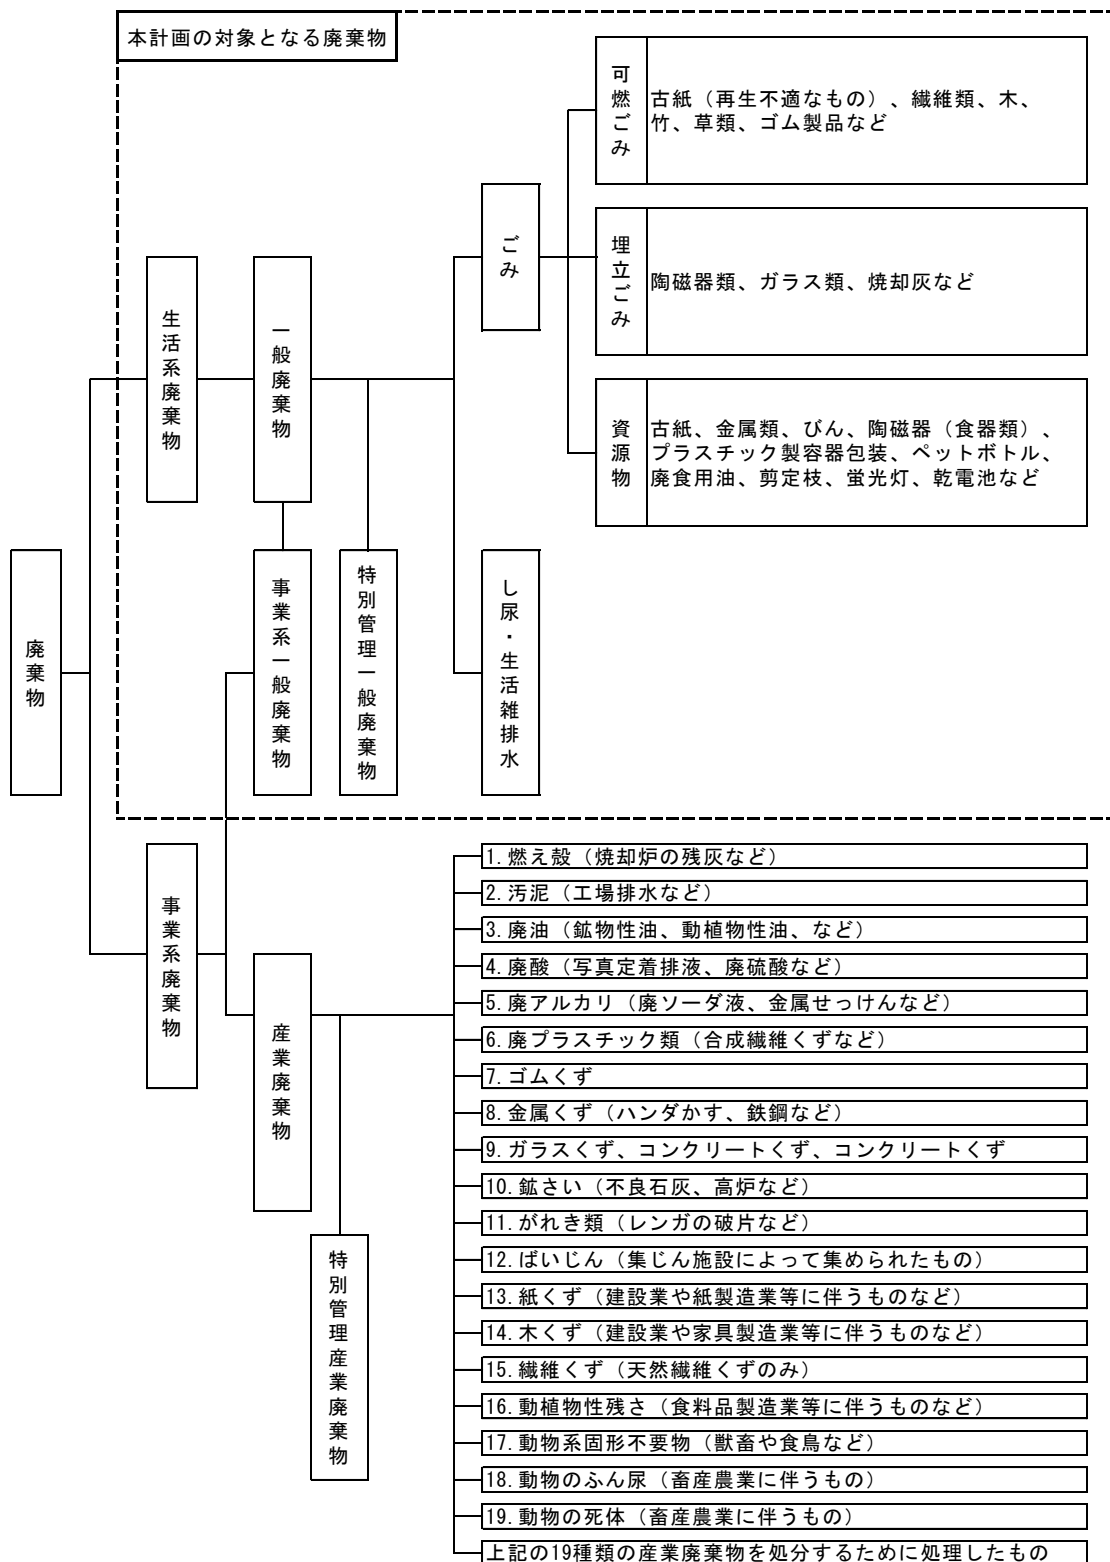 本計画の対象となる廃棄物
可燃ごみ
古紙（再生不適なもの）、繊維類、木、
竹、草類、ゴム製品など
ごみ
埋立ごみ
陶磁器類、ガラス類、焼却灰など
生活系廃棄物
一般廃棄物
資源物
古紙、金属類、びん、陶磁器（食器類）、
プラスチック製容器包装、ペットボトル、
廃食用油、剪定枝、蛍光灯、乾電池など
廃棄物
事業系一般廃棄物
特別管理一般廃棄物
し尿・生活雑排水
事業系廃棄物
産業廃棄物
特別管理産業廃棄物
1.燃え殻（焼却炉の残灰など）
2.汚泥（工場排水など）
3.廃油（鉱物性油、動植物性油、など）
4.廃酸（写真定着排液、廃硫酸など）
5.廃アルカリ（廃ソーダ液、金属せっけんなど）
6.廃プラスチック類（合成繊維くずなど）
7.ゴムくず
8.金属くず（ハンダかす、鉄鋼など）
9.ガラスくず、コンクリートくず、コンクリートくず
10.鉱さい（不良石灰、高炉など）
11.がれき類（レンガの破片など）
12.ばいじん（集じん施設によって集められたもの）
13.紙くず（建設業や紙製造業等に伴うものなど）
14.木くず（建設業や家具製造業等に伴うものなど）
15.繊維くず（天然繊維くずのみ）
16.動植物性残さ（食料品製造業等に伴うものなど）
17.動物系固形不要物（獣畜や食鳥など）
18.動物のふん尿（畜産農業に伴うもの）
19.動物の死体（畜産農業に伴うもの）
上記の19種類の産業廃棄物を処分するために処理したもの